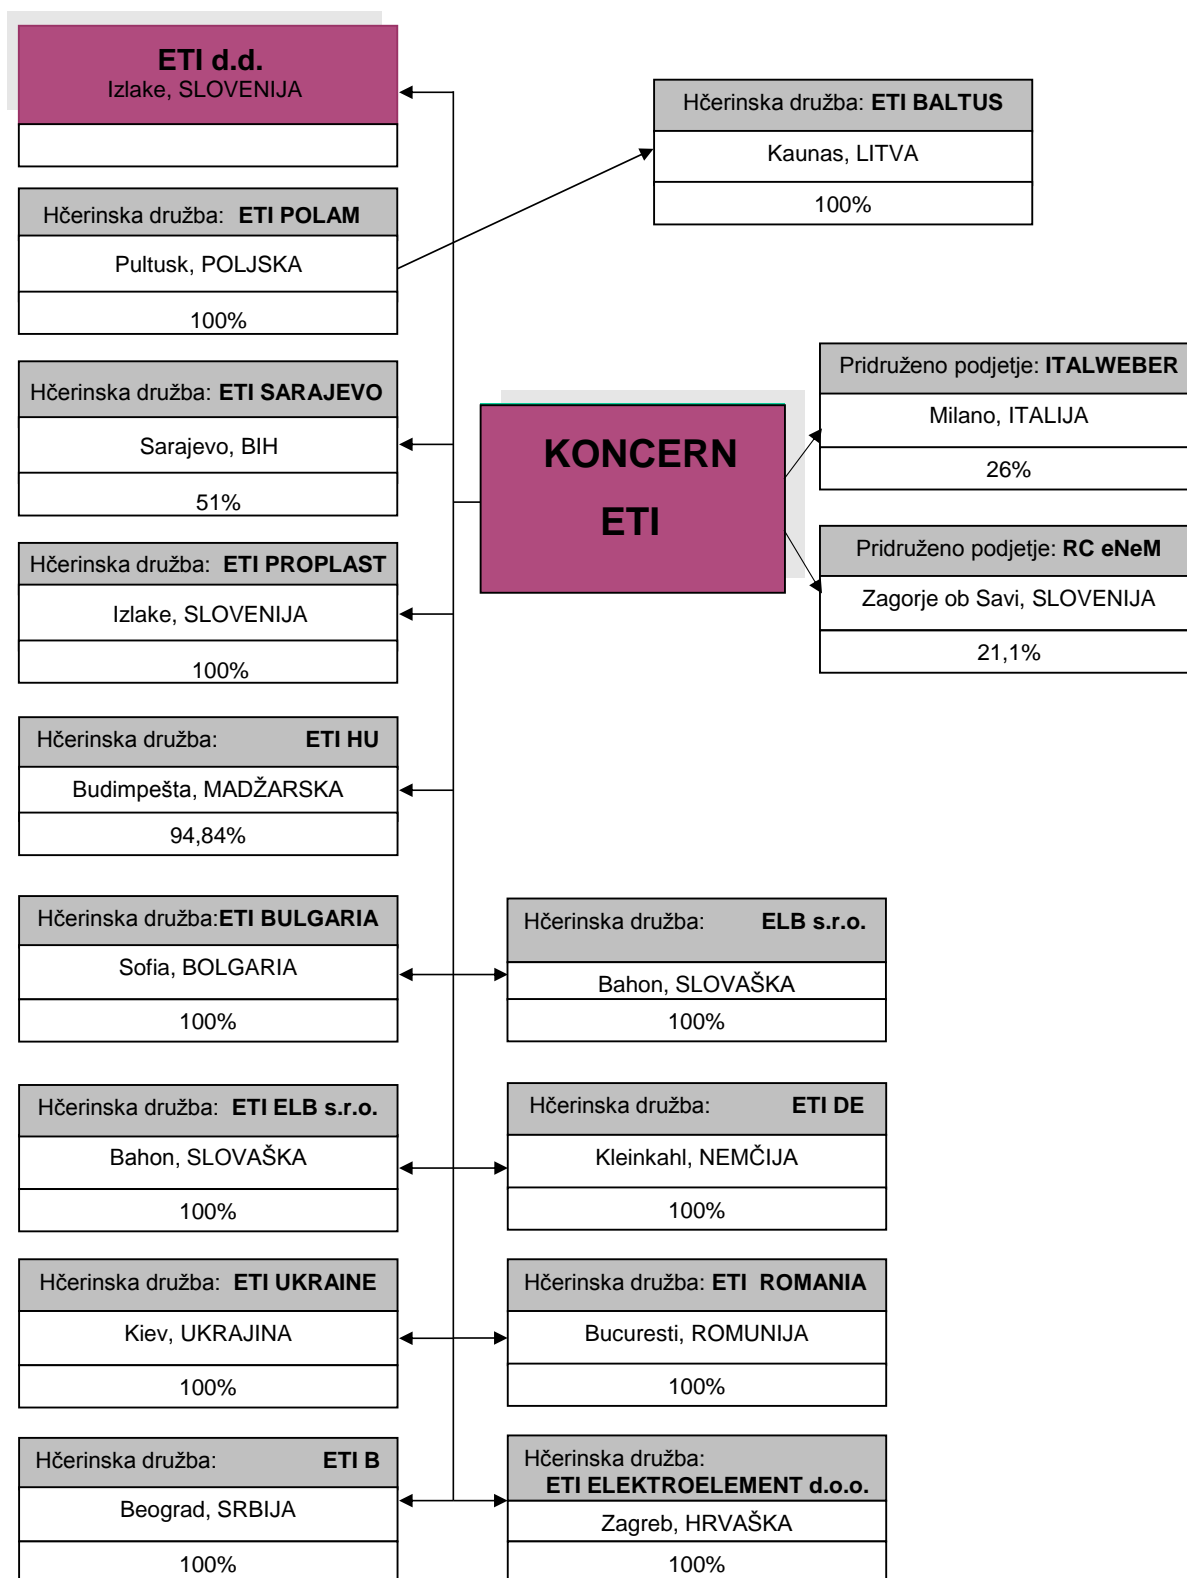 ETI d.d.
Izlake, SLOVENIJA
Hčerinska družba: ETI BALTUS
Kaunas, LITVA
100%
Hčerinska družba: ETI POLAM
Pultusk, POLJSKA
100%
Hčerinska družba: ETI SARAJEVO
Sarajevo, BIH
51%
KONCERN
ETI
Pridruženo podjetje: ITALWEBER
Milano, ITALIJA
26%
Pridruženo podjetje: RC eNeM
Zagorje ob Savi, SLOVENIJA
21,1%
Hčerinska družba: ETI PROPLAST
Izlake, SLOVENIJA
100%
Hčerinska družba: ETI HU
Budimpešta, MADŽARSKA
94,84%
Hčerinska družba:ETI BULGARIA
Sofia, BOLGARIA
100%
Hčerinska družba: ELB s.r.o.
Bahon, SLOVAŠKA
100%
Hčerinska družba: ETI ELB s.r.o.
Bahon, SLOVAŠKA
100%
Hčerinska družba: ETI DE
Kleinkahl, NEMČIJA
100%
Hčerinska družba: ETI UKRAINE
Kiev, UKRAJINA
100%
Hčerinska družba: ETI ROMANIA
Bucuresti, ROMUNIJA
100%
Hčerinska družba: ETI B
Beograd, SRBIJA
100%
Hčerinska družba:
ETI ELEKTROELEMENT d.o.o.
Zagreb, HRVAŠKA
100%